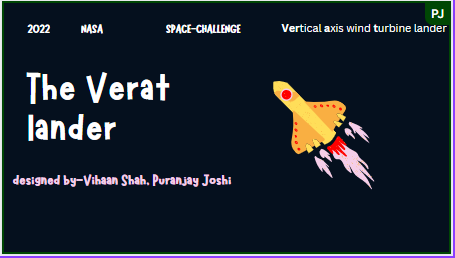 PJ
2022 NASA SPACE-CHALLENGE Vertical axis wind turbine lander
The Verat
lander
designed by-Vihaan Shah, Puranjay Joshi